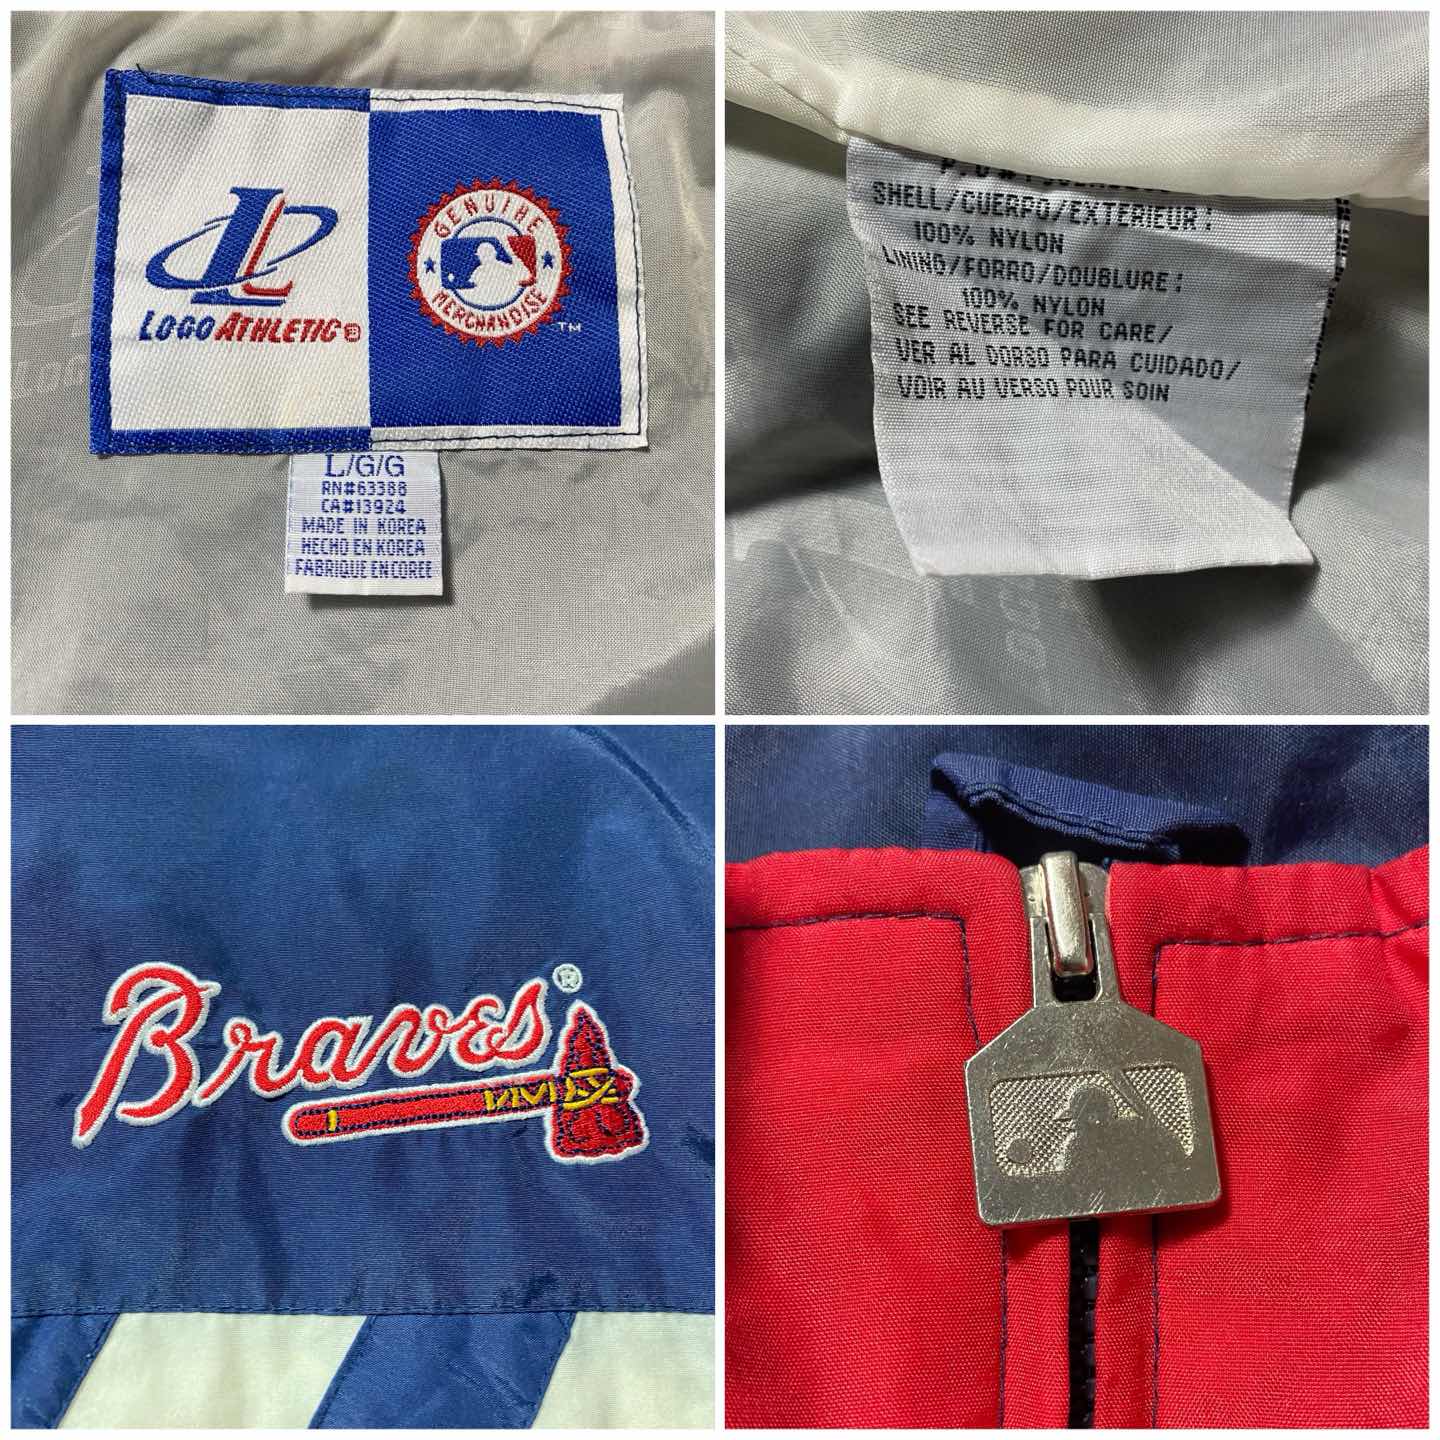 LOGO ATHLETIC®
GENUINE
MERCHANDISE
™
L/G/G
RN#63388
CA#13924
MADE IN KOREA
HECHO EN KOREA
FABRIQUE EN COREE
SHELL/CUERPO/EXTERIEUR:
100% NYLON
LINING/FORRO/DOUBLURE:
100% NYLON
SEE REVERSE FOR CARE/
VER AL DORSO PARA CUIDADO/
VOIR AU VERSO POUR SOIN
Braves®